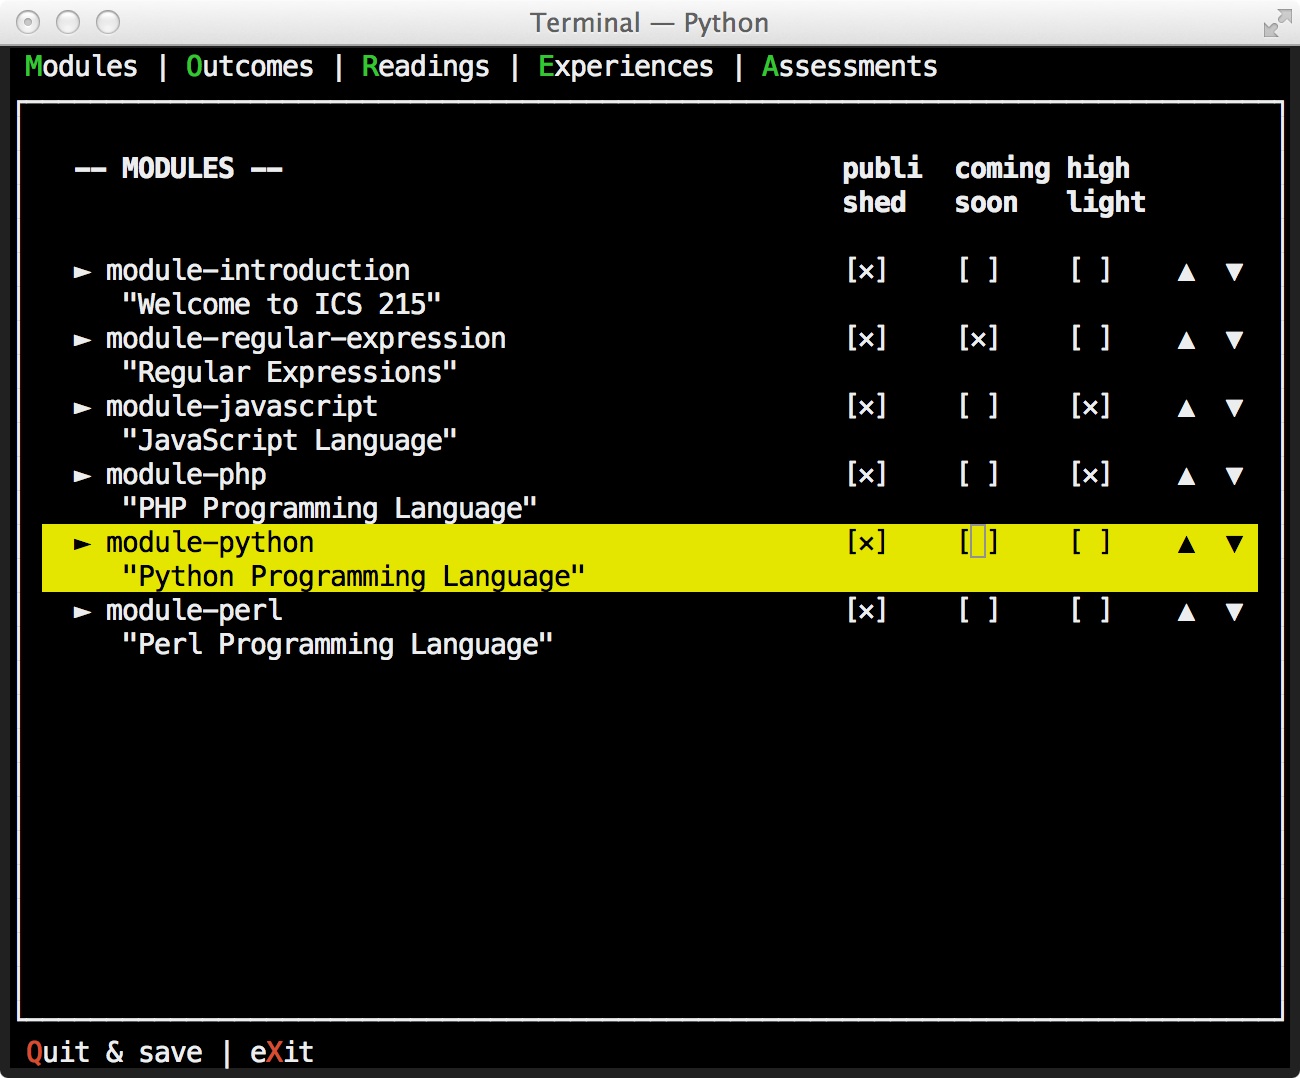 Terminal — Python
Modules | Outcomes | Readings | Experiences | Assessments
-- MODULES -- publi coming high
shed soon light
► module-introduction [×] [ ] [ ] ▲ ▼
"Welcome to ICS 215"
► module-regular-expression [×] [×] [ ] ▲ ▼
"Regular Expressions"
► module-javascript [×] [ ] [×] ▲ ▼
"JavaScript Language"
► module-php [×] [ ] [×] ▲ ▼
"PHP Programming Language"
► module-python [×] [ ] [ ] ▲ ▼
"Python Programming Language"
► module-perl [×] [ ] [ ] ▲ ▼
"Perl Programming Language"
Quit & save | eXit